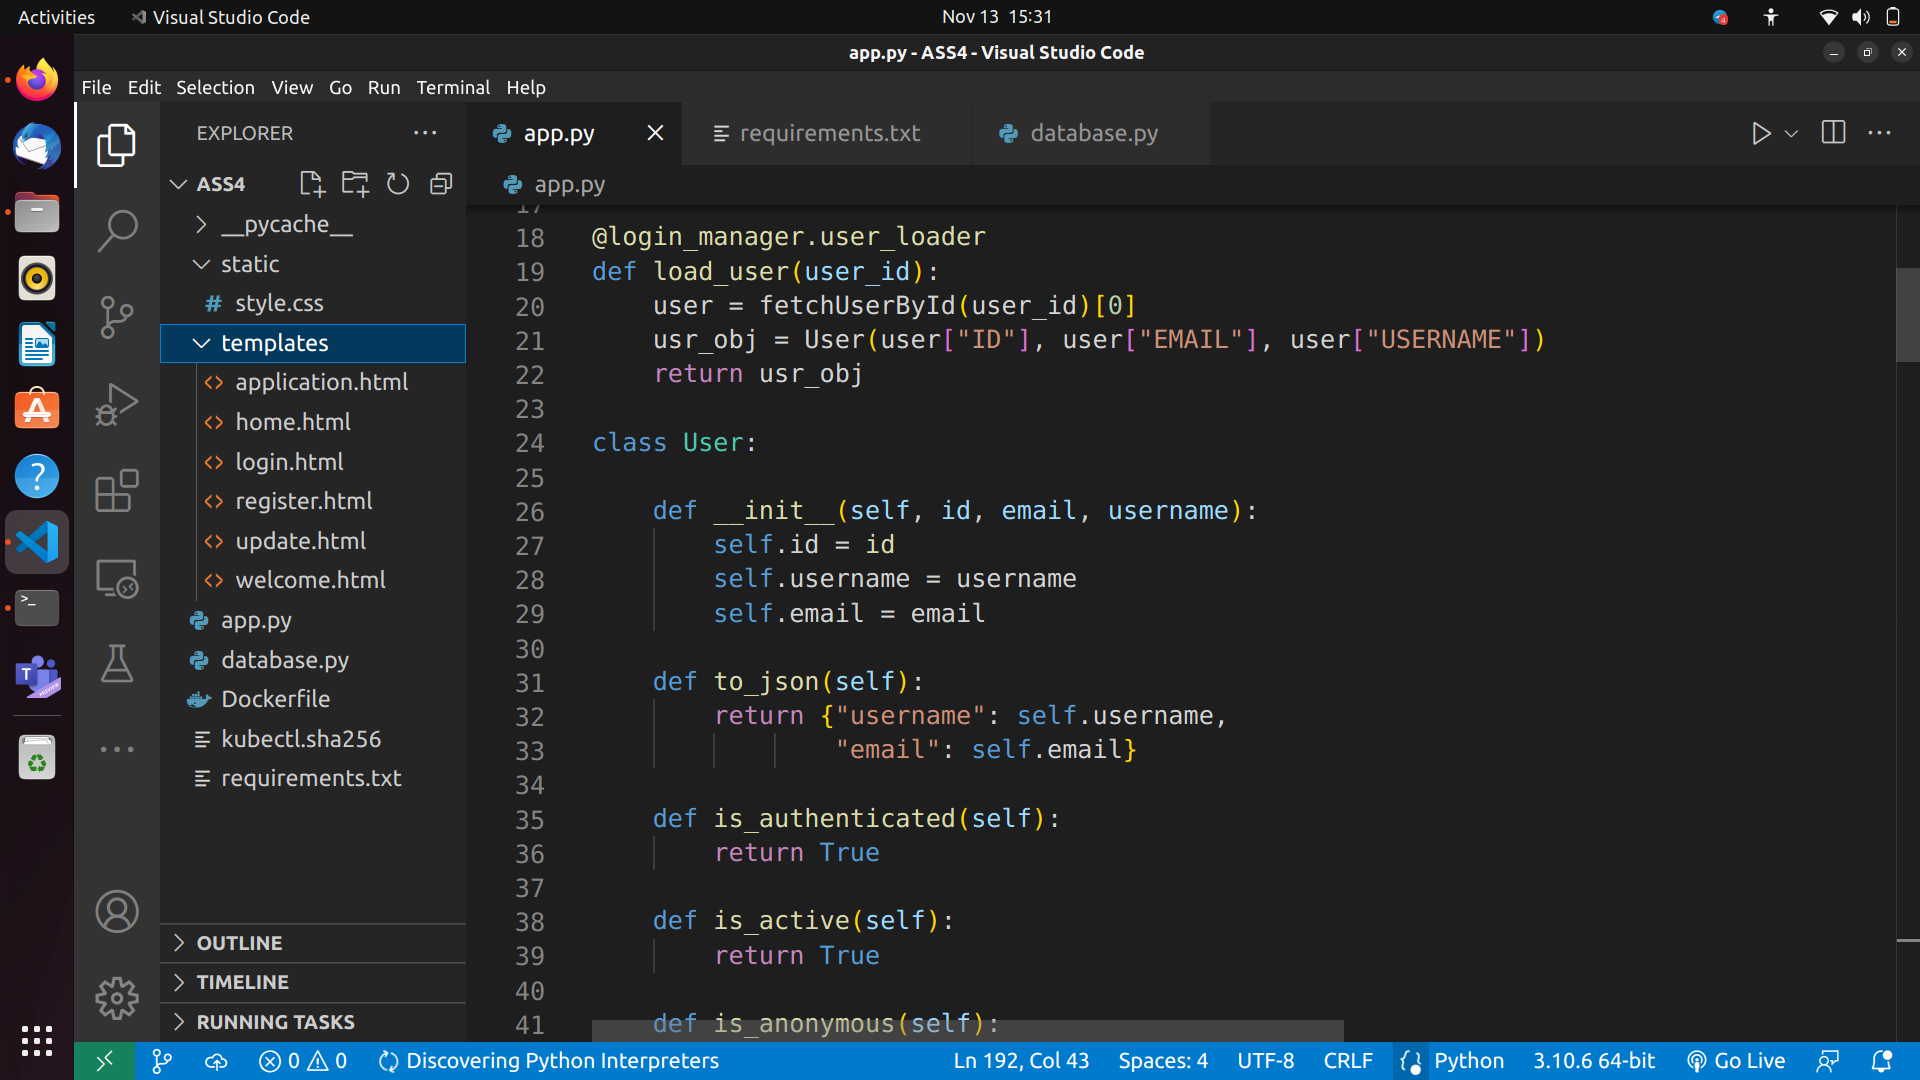 Activities
Visual Studio Code
Nov 13 15:31
app.py - ASS4 - Visual Studio Code
File Edit Selection View Go Run Terminal Help
EXPLORER
ASS4
__pycache__
static
style.css
templates
application.html
home.html
login.html
register.html
update.html
welcome.html
app.py
database.py
Dockerfile
kubectl.sha256
requirements.txt
OUTLINE
TIMELINE
RUNNING TASKS
app.py
requirements.txt
database.py
app.py
17
18 @login_manager.user_loader
19 def load_user(user_id):
20     user = fetchUserById(user_id)[0]
21     usr_obj = User(user["ID"], user["EMAIL"], user["USERNAME"])
22     return usr_obj
23
24 class User:
25
26     def __init__(self, id, email, username):
27         self.id = id
28         self.username = username
29         self.email = email
30
31     def to_json(self):
32         return {"username": self.username,
33                 "email": self.email}
34
35     def is_authenticated(self):
36         return True
37
38     def is_active(self):
39         return True
40
41     def is_anonymous(self):
0 0 Discovering Python Interpreters
Ln 192, Col 43 Spaces: 4 UTF-8 CRLF Python 3.10.6 64-bit Go Live